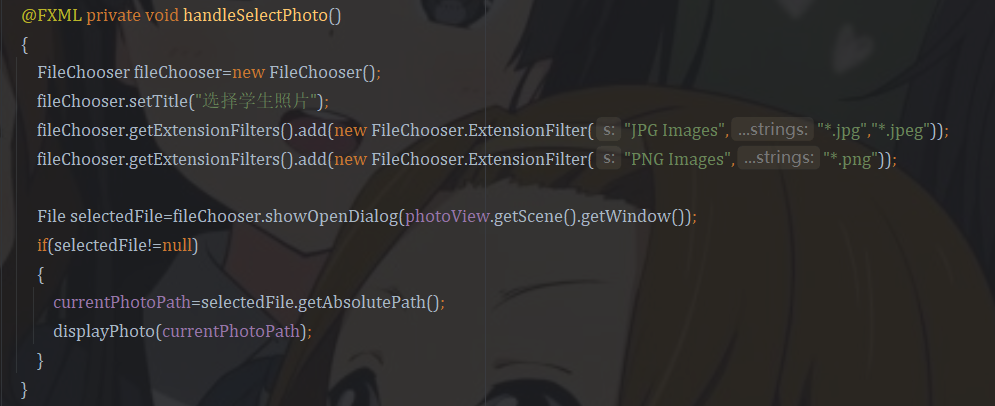 @FXML private void handleSelectPhoto()
{
FileChooser fileChooser=new FileChooser();
fileChooser.setTitle("选择学生照片");
fileChooser.getExtensionFilters().add(new FileChooser.ExtensionFilter( s: "JPG Images", ...strings: "*.jpg","*.jpeg"));
fileChooser.getExtensionFilters().add(new FileChooser.ExtensionFilter( s: "PNG Images", ...strings: "*.png"));
File selectedFile=fileChooser.showOpenDialog(photoView.getScene().getWindow());
if(selectedFile!=null)
{
currentPhotoPath=selectedFile.getAbsolutePath();
displayPhoto(currentPhotoPath);
}
}